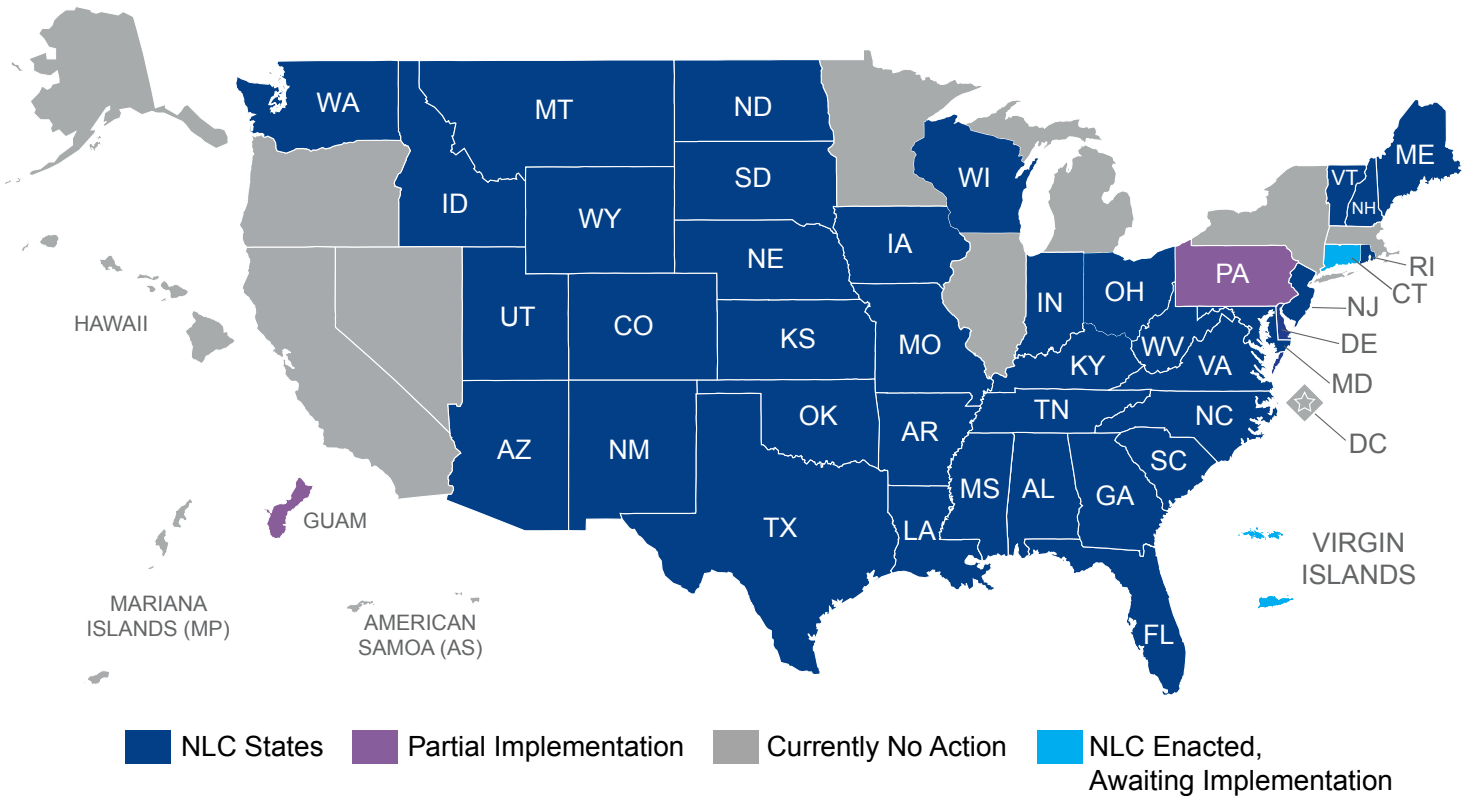 WA
MT
ND
ME
VT
SD
WI
ID
NH
WY
IA
NE
RI
PA
CT
OH
IN
NJ
HAWAII
UT
CO
KS
MO
WV
DE
KY
VA
MD
TN
NC
OK
AR
DC
AZ
NM
SC
MS
AL
GA
GUAM
TX
LA
VIRGIN
ISLANDS
MARIANA
ISLANDS (MP)
AMERICAN
SAMOA (AS)
FL
NLC States
Partial Implementation
Currently No Action
NLC Enacted,
Awaiting Implementation